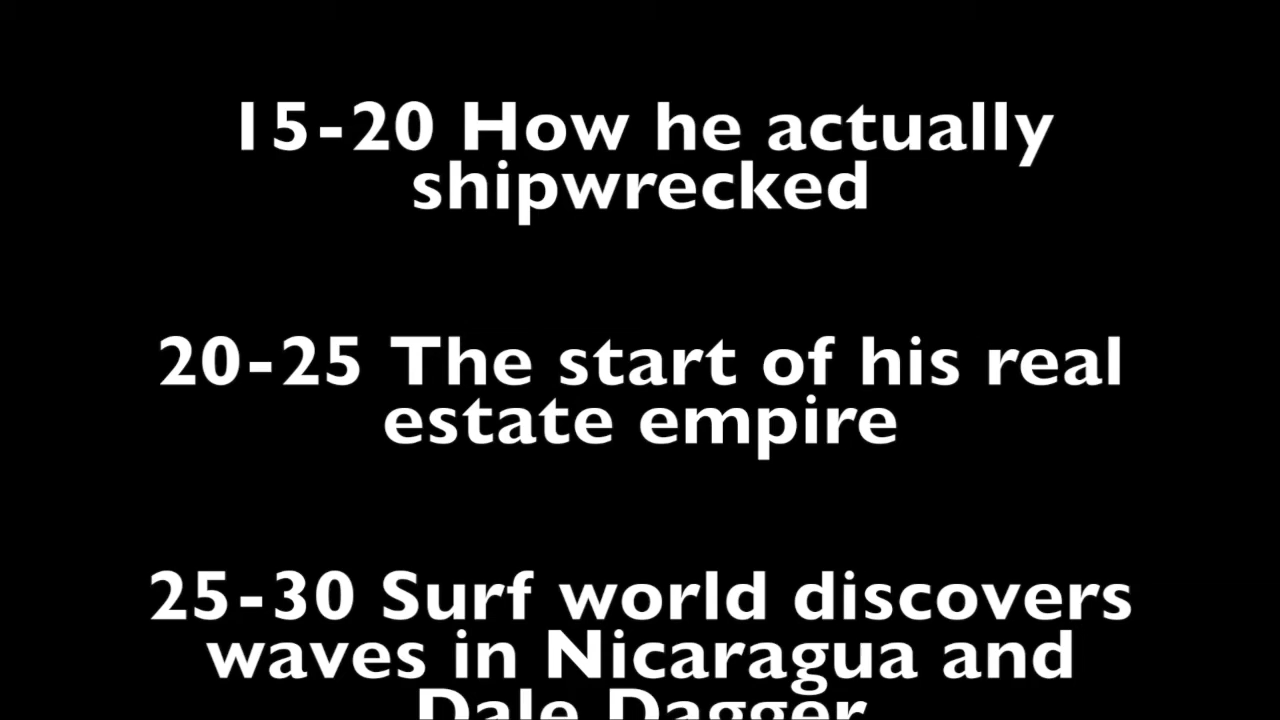 15-20 How he actually
shipwrecked
20-25 The start of his real
estate empire
25-30 Surf world discovers
waves in Nicaragua and
Dale Dagger